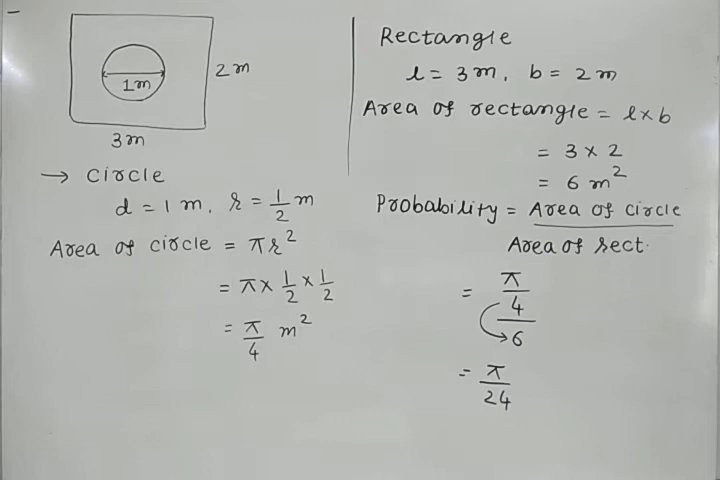 1m
2m
3m
→ Circle
d = 1 m, r = 1/2 m
Area of circle = πr²
= π × 1/2 × 1/2
= π/4 m²
Rectangle
l = 3m, b = 2m
Area of rectangle = l×b
= 3 × 2
= 6 m²
Probability = Area of circle / Area of rect.
= π/4 / 6
= π/24